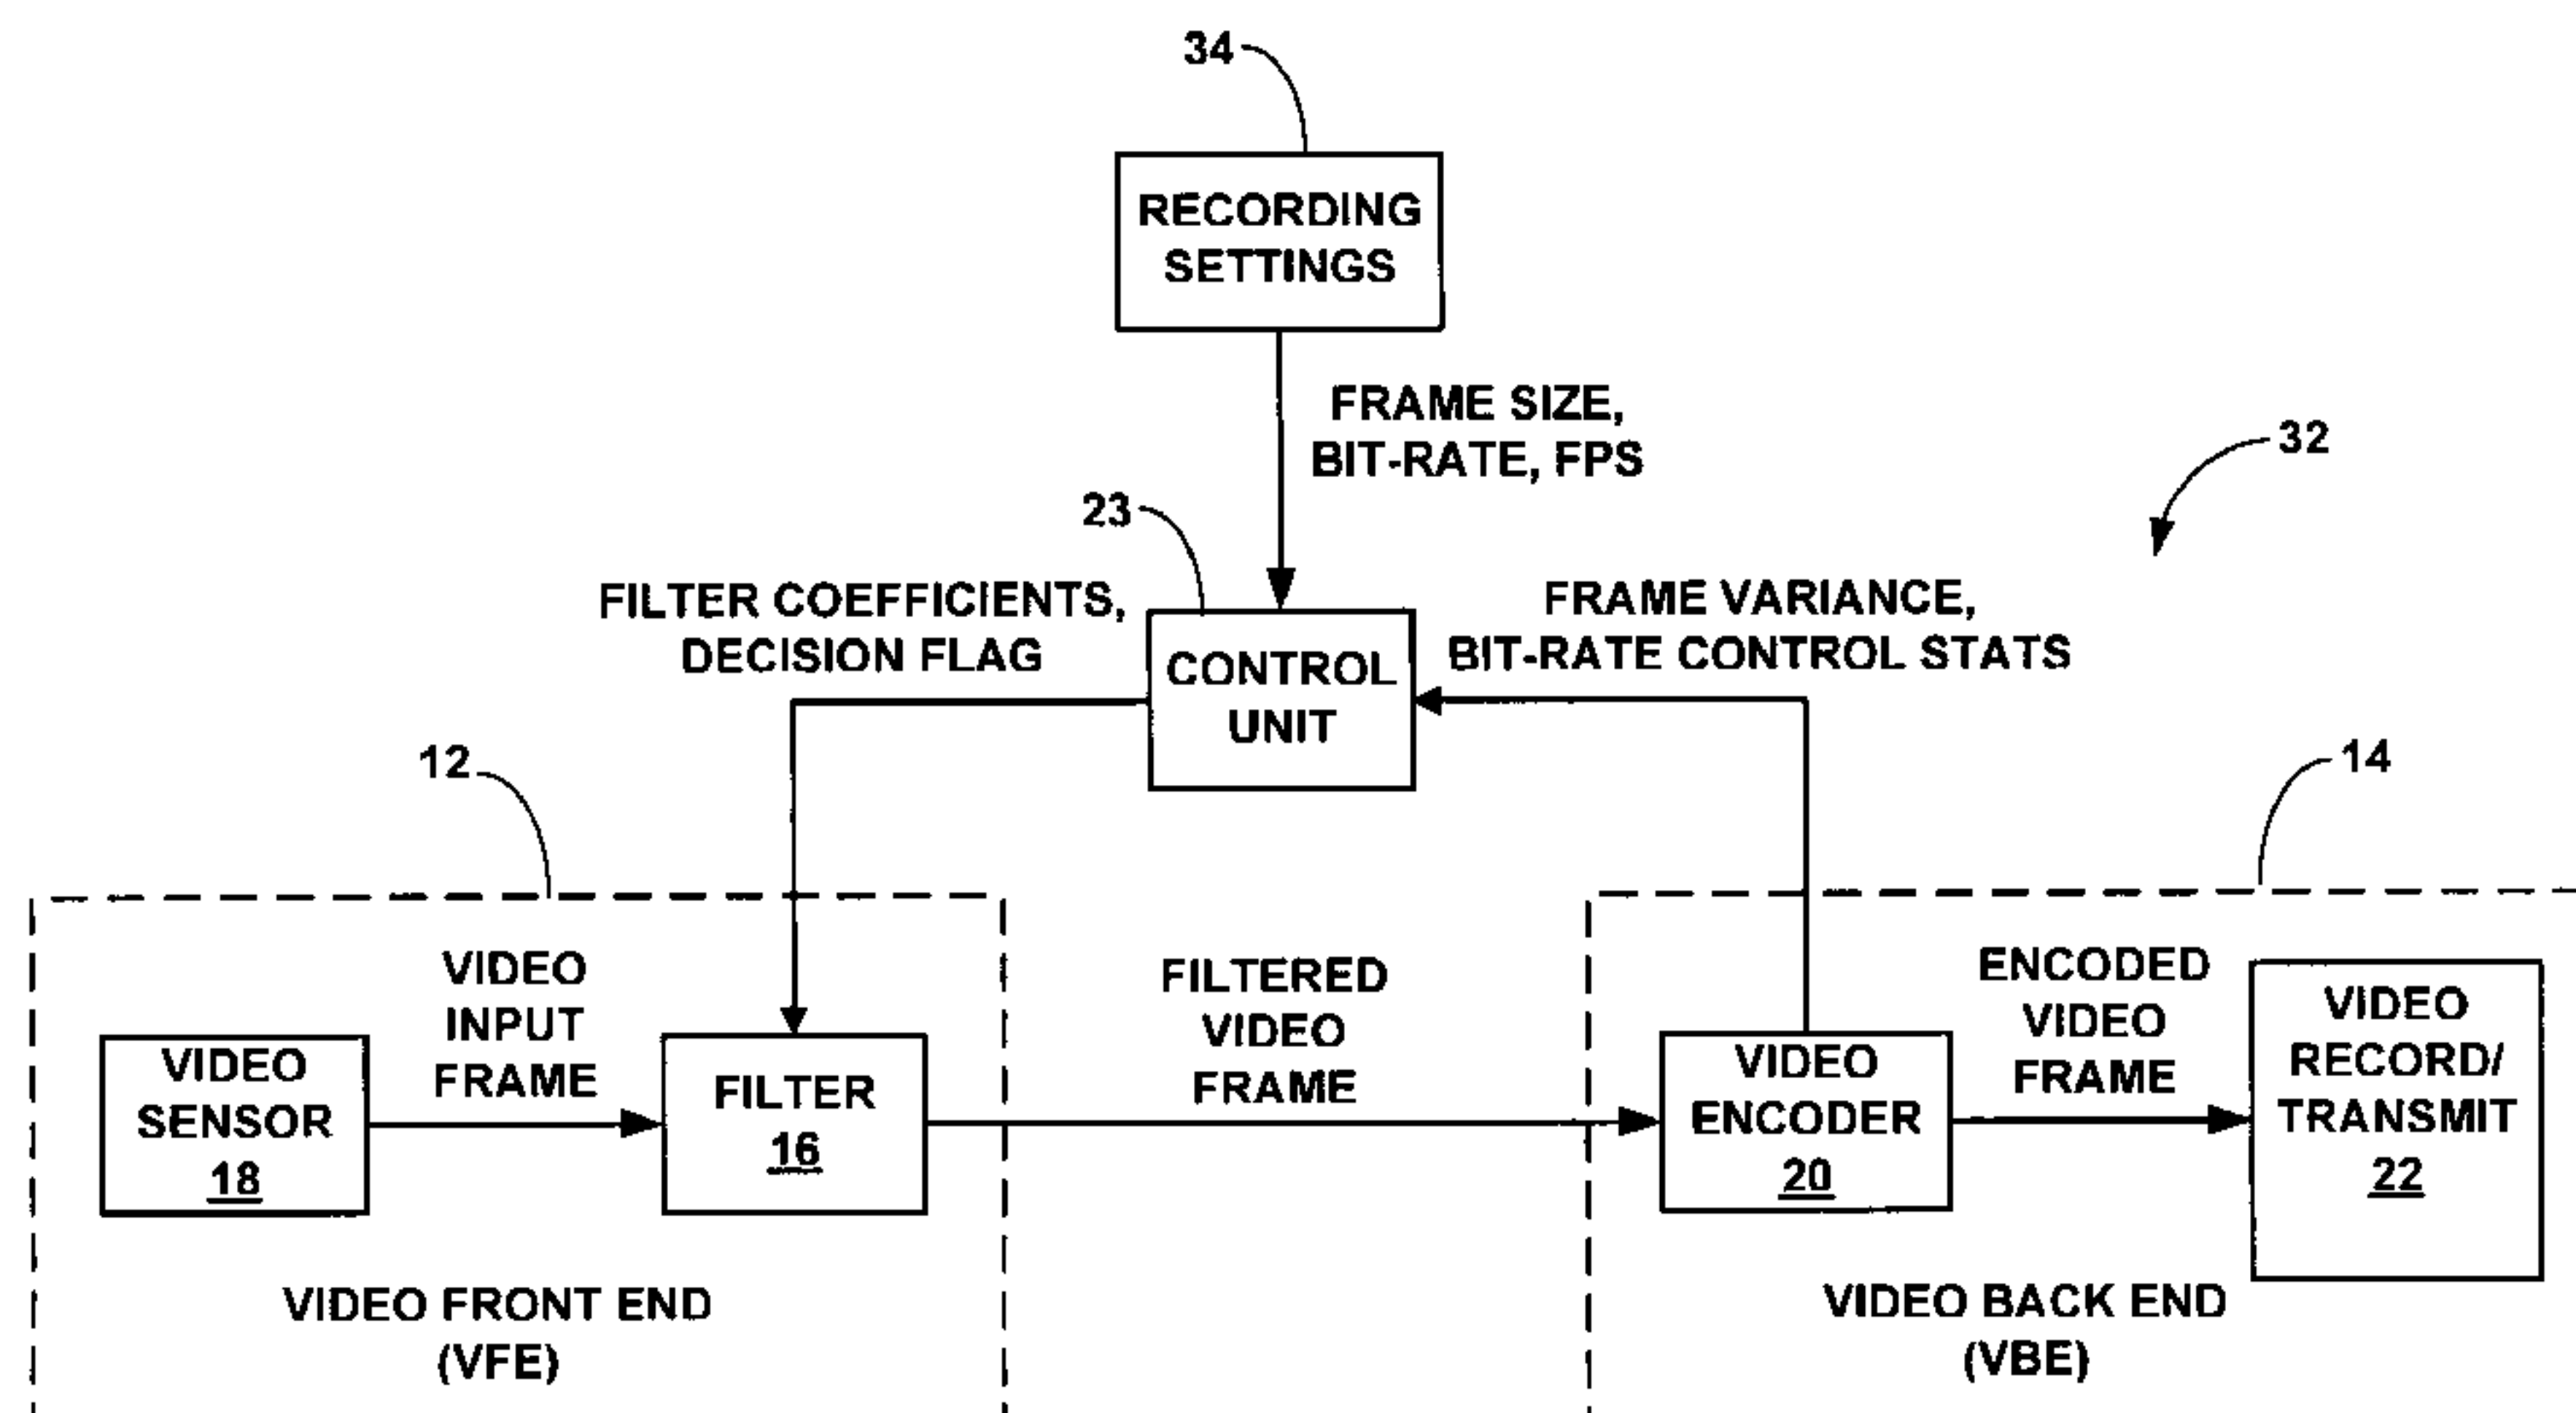 34
RECORDING
SETTINGS
FRAME SIZE,
BIT-RATE, FPS
32
23
FILTER COEFFICIENTS,
DECISION FLAG
CONTROL
UNIT
FRAME VARIANCE,
BIT-RATE CONTROL STATS
12
14
VIDEO
SENSOR
18
VIDEO
INPUT
FRAME
FILTER
16
FILTERED
VIDEO
FRAME
VIDEO
ENCODER
20
ENCODED
VIDEO
FRAME
VIDEO
RECORD/
TRANSMIT
22
VIDEO FRONT END
(VFE)
VIDEO BACK END
(VBE)